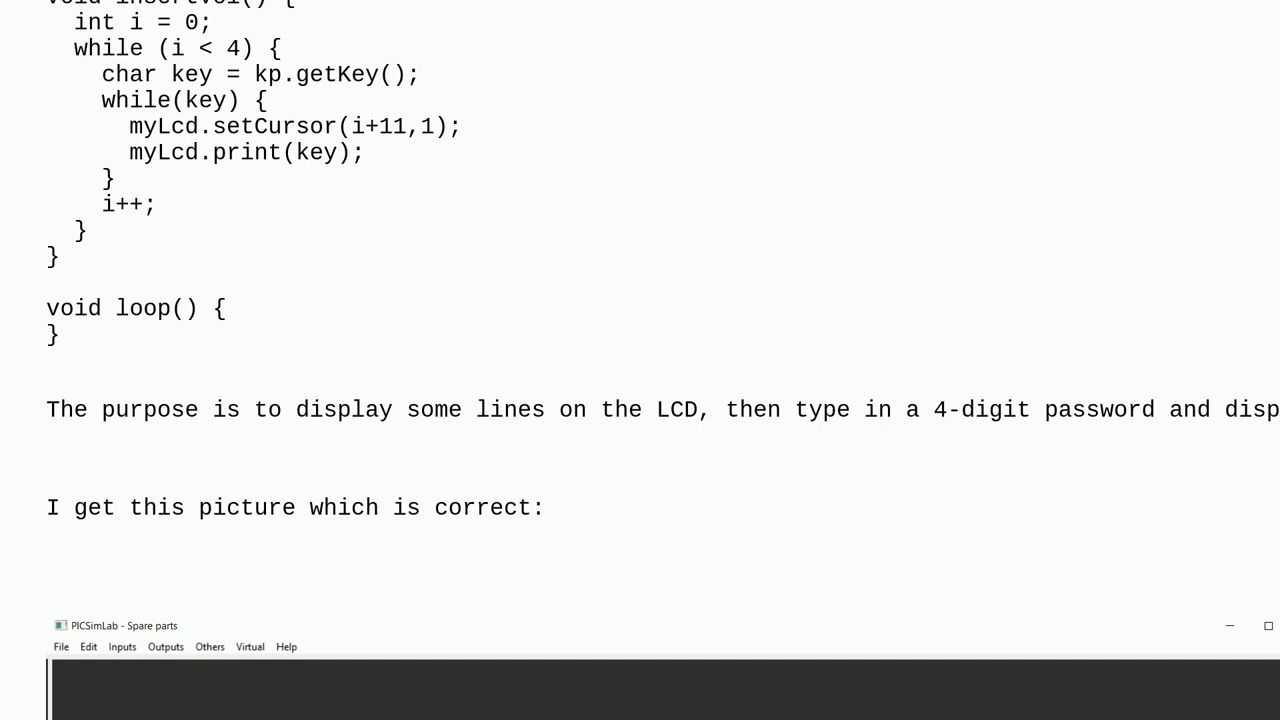 void insertVol() {
  int i = 0;
  while (i < 4) {
    char key = kp.getKey();
    while(key) {
      myLcd.setCursor(i+11,1);
      myLcd.print(key);
    }
    i++;
  }
}
void loop() {
}
The purpose is to display some lines on the LCD, then type in a 4-digit password and disp
I get this picture which is correct:
PICSimLab - Spare parts
File Edit Inputs Outputs Others Virtual Help